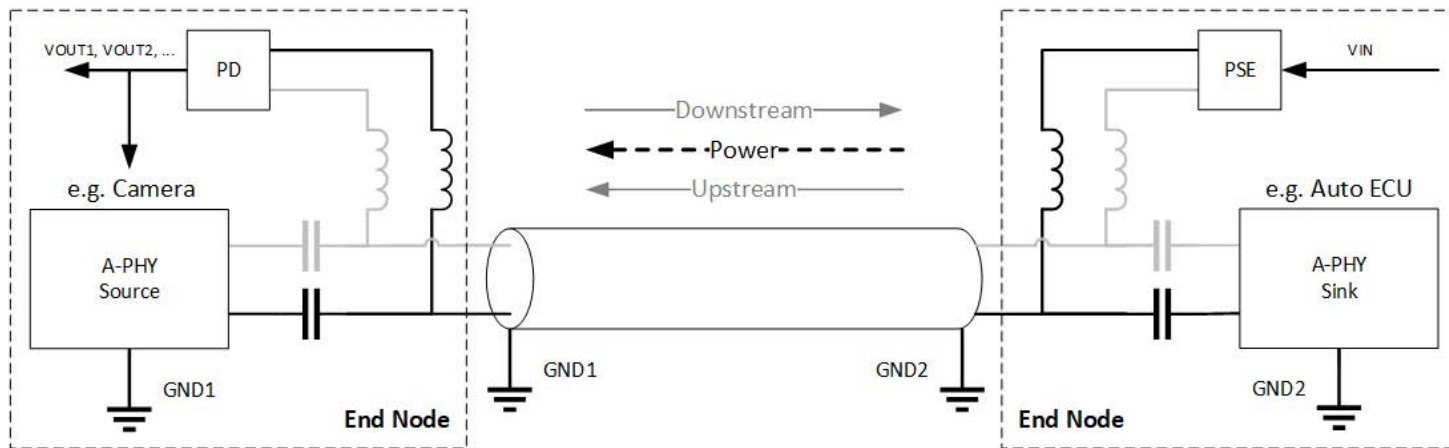 VOUT1, VOUT2, ...
PD
PSE
VIN
Downstream
Power
Upstream
e.g. Camera
e.g. Auto ECU
A-PHY
Source
A-PHY
Sink
GND1
GND1
GND2
GND2
End Node
End Node